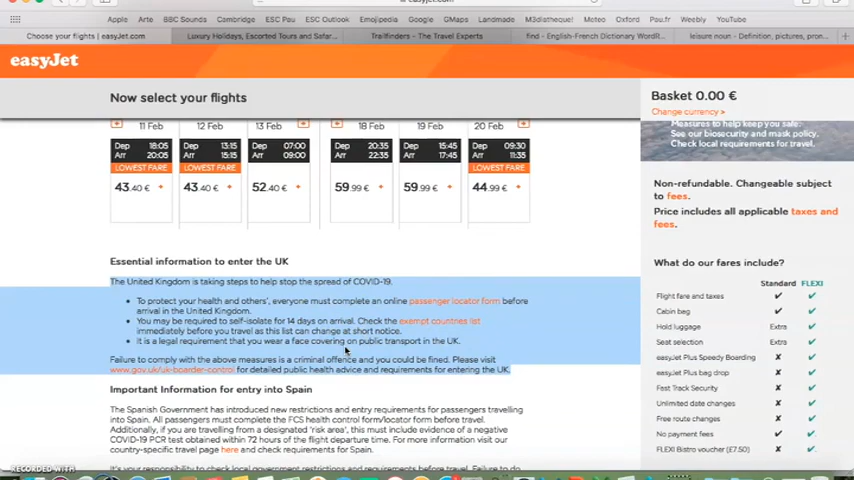 easyjet.com
Apple Arte BBC Sounds Cambridge ESC Pau ESC Outlook Emojipedia Google GMaps Landmade M3diatheque! Meteo Oxford Pau.fr Weebly YouTube
Choose your flights | easyJet.com Luxury Holidays, Escorted Tours and Safar... Trailfinders – The Travel Experts find - English-French Dictionary WordR... leisure noun - Definition, pictures, pron...
easyJet
Now select your flights
Basket 0.00 €
Change currency >
11 Feb 12 Feb 13 Feb 18 Feb 19 Feb 20 Feb
Dep 18:05 Dep 13:15 Dep 07:00 Dep 20:35 Dep 15:45 Dep 09:30
Arr 20:05 Arr 15:15 Arr 09:00 Arr 22:35 Arr 17:45 Arr 11:35
LOWEST FARE LOWEST FARE LOWEST FARE
43.40 € 43.40 € 52.40 € 59.99 € 59.99 € 44.99 €
Measures to help keep you safe:
See our biosecurity and mask policy.
Check local requirements for travel.
Non-refundable. Changeable subject
to fees.
Price includes all applicable taxes and
fees.
Essential information to enter the UK
The United Kingdom is taking steps to help stop the spread of COVID-19.
• To protect your health and others', everyone must complete an online passenger locator form before
arrival in the United Kingdom.
• You may be required to self-isolate for 14 days on arrival. Check the exempt countries list
immediately before you travel as this list can change at short notice.
• It is a legal requirement that you wear a face covering on public transport in the UK.
Failure to comply with the above measures is a criminal offence and you could be fined. Please visit
www.gov.uk/uk-boarder-control for detailed public health advice and requirements for entering the UK.
Important Information for entry into Spain
The Spanish Government has introduced new restrictions and entry requirements for passengers travelling
into Spain. All passengers must complete the FCS health control form/locator form before travel.
Additionally, if you are travelling from a designated 'risk area', this must include evidence of a negative
COVID-19 PCR test obtained within 72 hours of the flight departure time. For more information visit our
country-specific travel page here and check requirements for Spain.
It's your responsibility to check local government restrictions and requirements before travel. Failure to do
What do our fares include?
Standard FLEXI
Flight fare and taxes ✓ ✓
Cabin bag ✓ ✓
Hold luggage Extra ✓
Seat selection Extra ✓
easyJet Plus Speedy Boarding ✗ ✓
easyJet Plus bag drop ✗ ✓
Fast Track Security ✗ ✓
Unlimited date changes ✗ ✓
Free route changes ✗ ✓
No payment fees ✓ ✓
FLEXI Bistro voucher (£7.50) ✗ ✓
RECORDED WITH